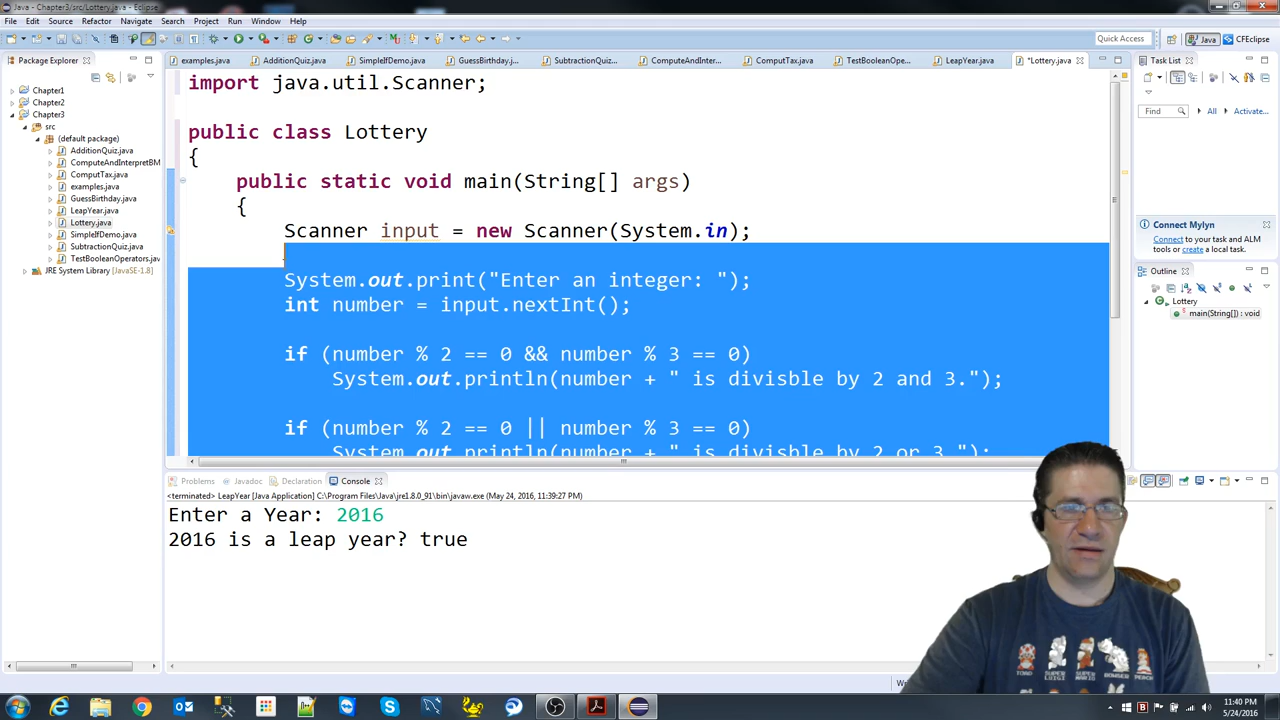 Java - Chapter3/src/Lottery.java - Eclipse
File Edit Source Refactor Navigate Search Project Run Window Help
Quick Access Java CFEclipse
Package Explorer
examples.java AdditionQuiz.java SimpleIfDemo.java GuessBirthday.j... SubtractionQuiz... ComputeAndInter... ComputTax.java TestBooleanOpe... LeapYear.java *Lottery.java
Task List
Find All Activate...
Chapter1
Chapter2
Chapter3
src
(default package)
AdditionQuiz.java
ComputeAndInterpretBM
ComputTax.java
examples.java
GuessBirthday.java
LeapYear.java
Lottery.java
SimpleIfDemo.java
SubtractionQuiz.java
TestBooleanOperators.java
JRE System Library [JavaSE-1.8]
import java.util.Scanner;
public class Lottery
{
public static void main(String[] args)
{
Scanner input = new Scanner(System.in);
System.out.print("Enter an integer: ");
int number = input.nextInt();
if (number % 2 == 0 && number % 3 == 0)
System.out.println(number + " is divisble by 2 and 3.");
if (number % 2 == 0 || number % 3 == 0)
System.out.println(number + " is divisble by 2 or 3.");
Connect Mylyn
Connect to your task and ALM
tools or create a local task.
Outline
Lottery
main(String[]) : void
Problems Javadoc Declaration Console
<terminated> LeapYear [Java Application] C:\Program Files\Java\jre1.8.0_91\bin\javaw.exe (May 24, 2016, 11:39:27 PM)
Enter a Year: 2016
2016 is a leap year? true
TOAD SUPER LUIGI SUPER MARIO BOWSER PEACH
11:40 PM
5/24/2016